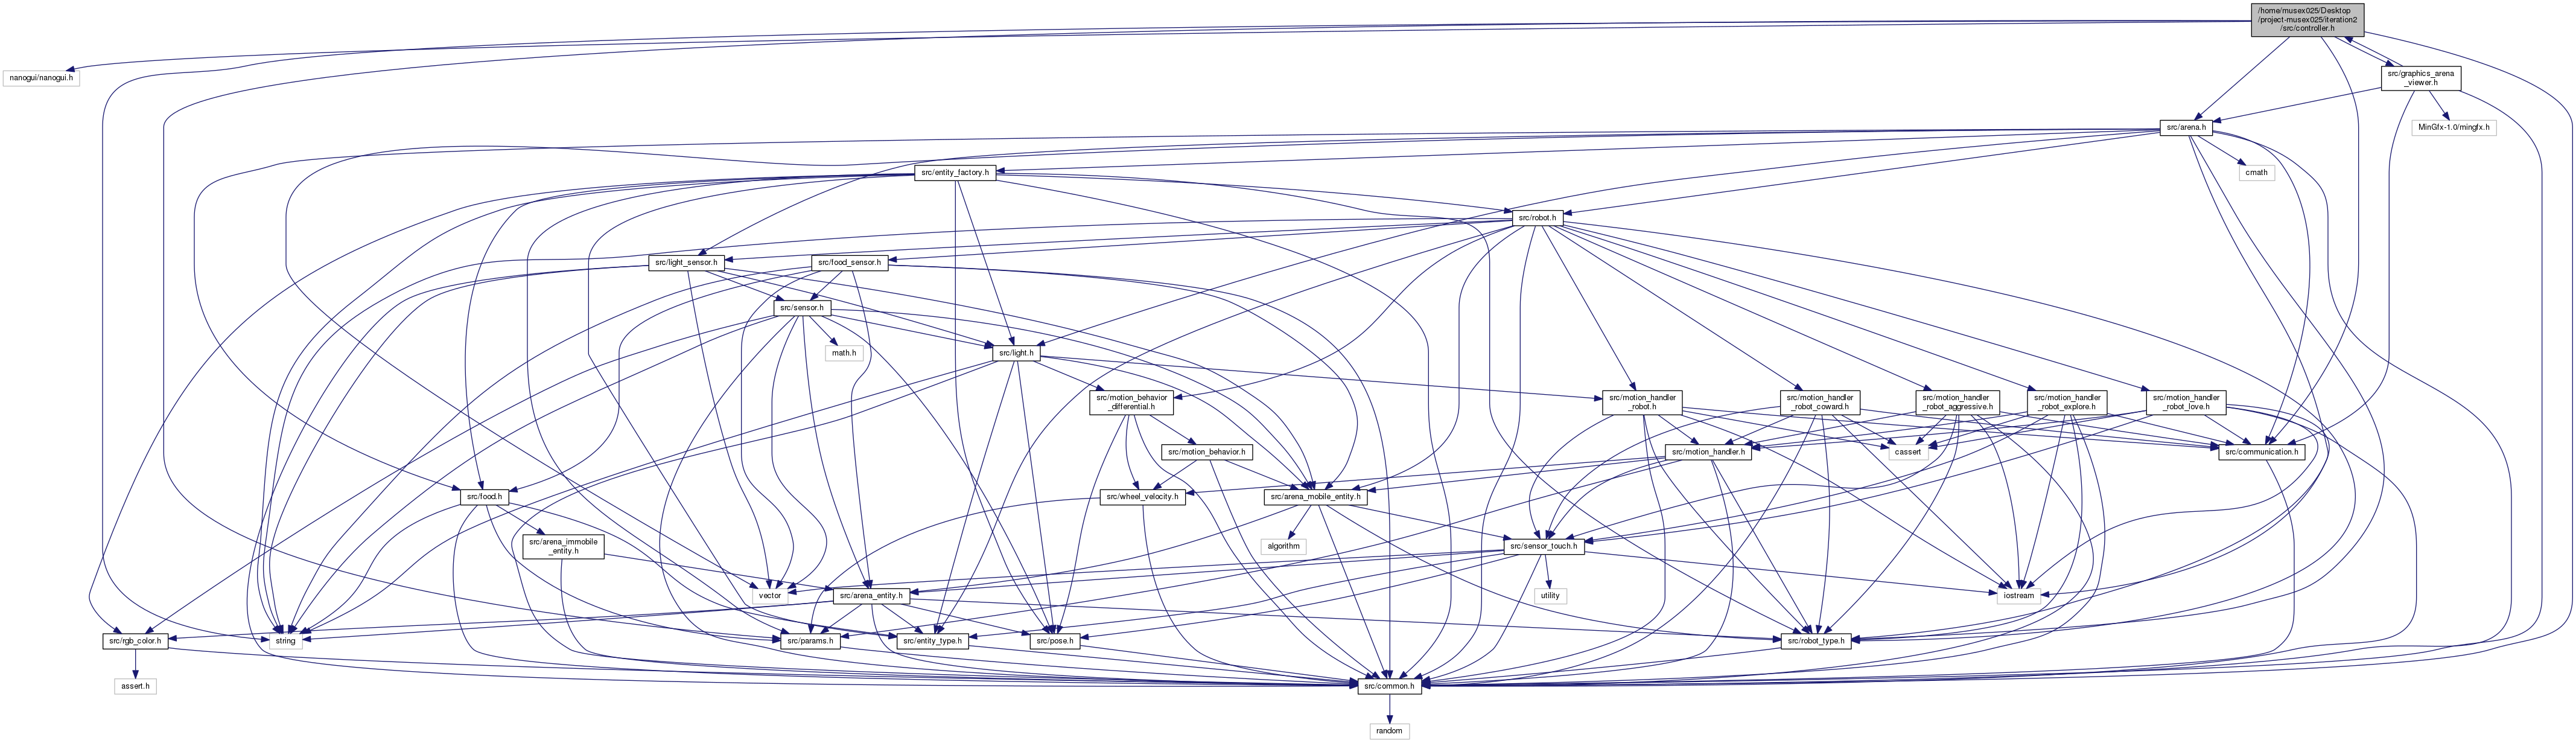 /home/musex025/Desktop
/project-musex025/iteration2
/src/controller.h
nanogui/nanogui.h
src/graphics_arena
_viewer.h
src/arena.h
MinGfx-1.0/mingfx.h
src/entity_factory.h
cmath
src/robot.h
src/light_sensor.h
src/food_sensor.h
src/sensor.h
math.h
src/light.h
src/motion_behavior
_differential.h
src/motion_handler
_robot.h
src/motion_handler
_robot_coward.h
src/motion_handler
_robot_aggressive.h
src/motion_handler
_robot_explore.h
src/motion_handler
_robot_love.h
src/motion_behavior.h
src/motion_handler.h
cassert
src/communication.h
src/food.h
src/wheel_velocity.h
src/arena_mobile_entity.h
src/arena_immobile
_entity.h
algorithm
src/sensor_touch.h
vector
src/arena_entity.h
utility
iostream
src/rgb_color.h
string
src/params.h
src/entity_type.h
src/pose.h
src/robot_type.h
assert.h
src/common.h
random